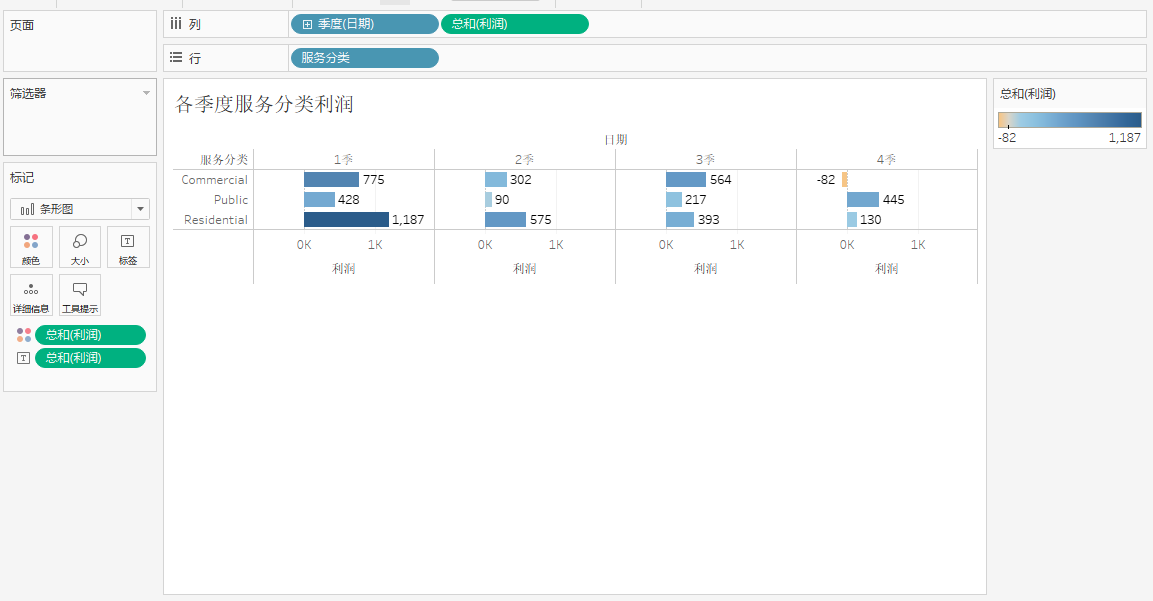 页面
列
季度(日期)
总和(利润)
行
服务分类
筛选器
标记
条形图
颜色
大小
标签
详细信息
工具提示
总和(利润)
总和(利润)
各季度服务分类利润
日期
服务分类 1季 2季 3季 4季
Commercial 775 302 564 -82
Public 428 90 217 445
Residential 1,187 575 393 130
0K 1K 0K 1K 0K 1K 0K 1K
利润 利润 利润 利润
总和(利润)
-82 1,187